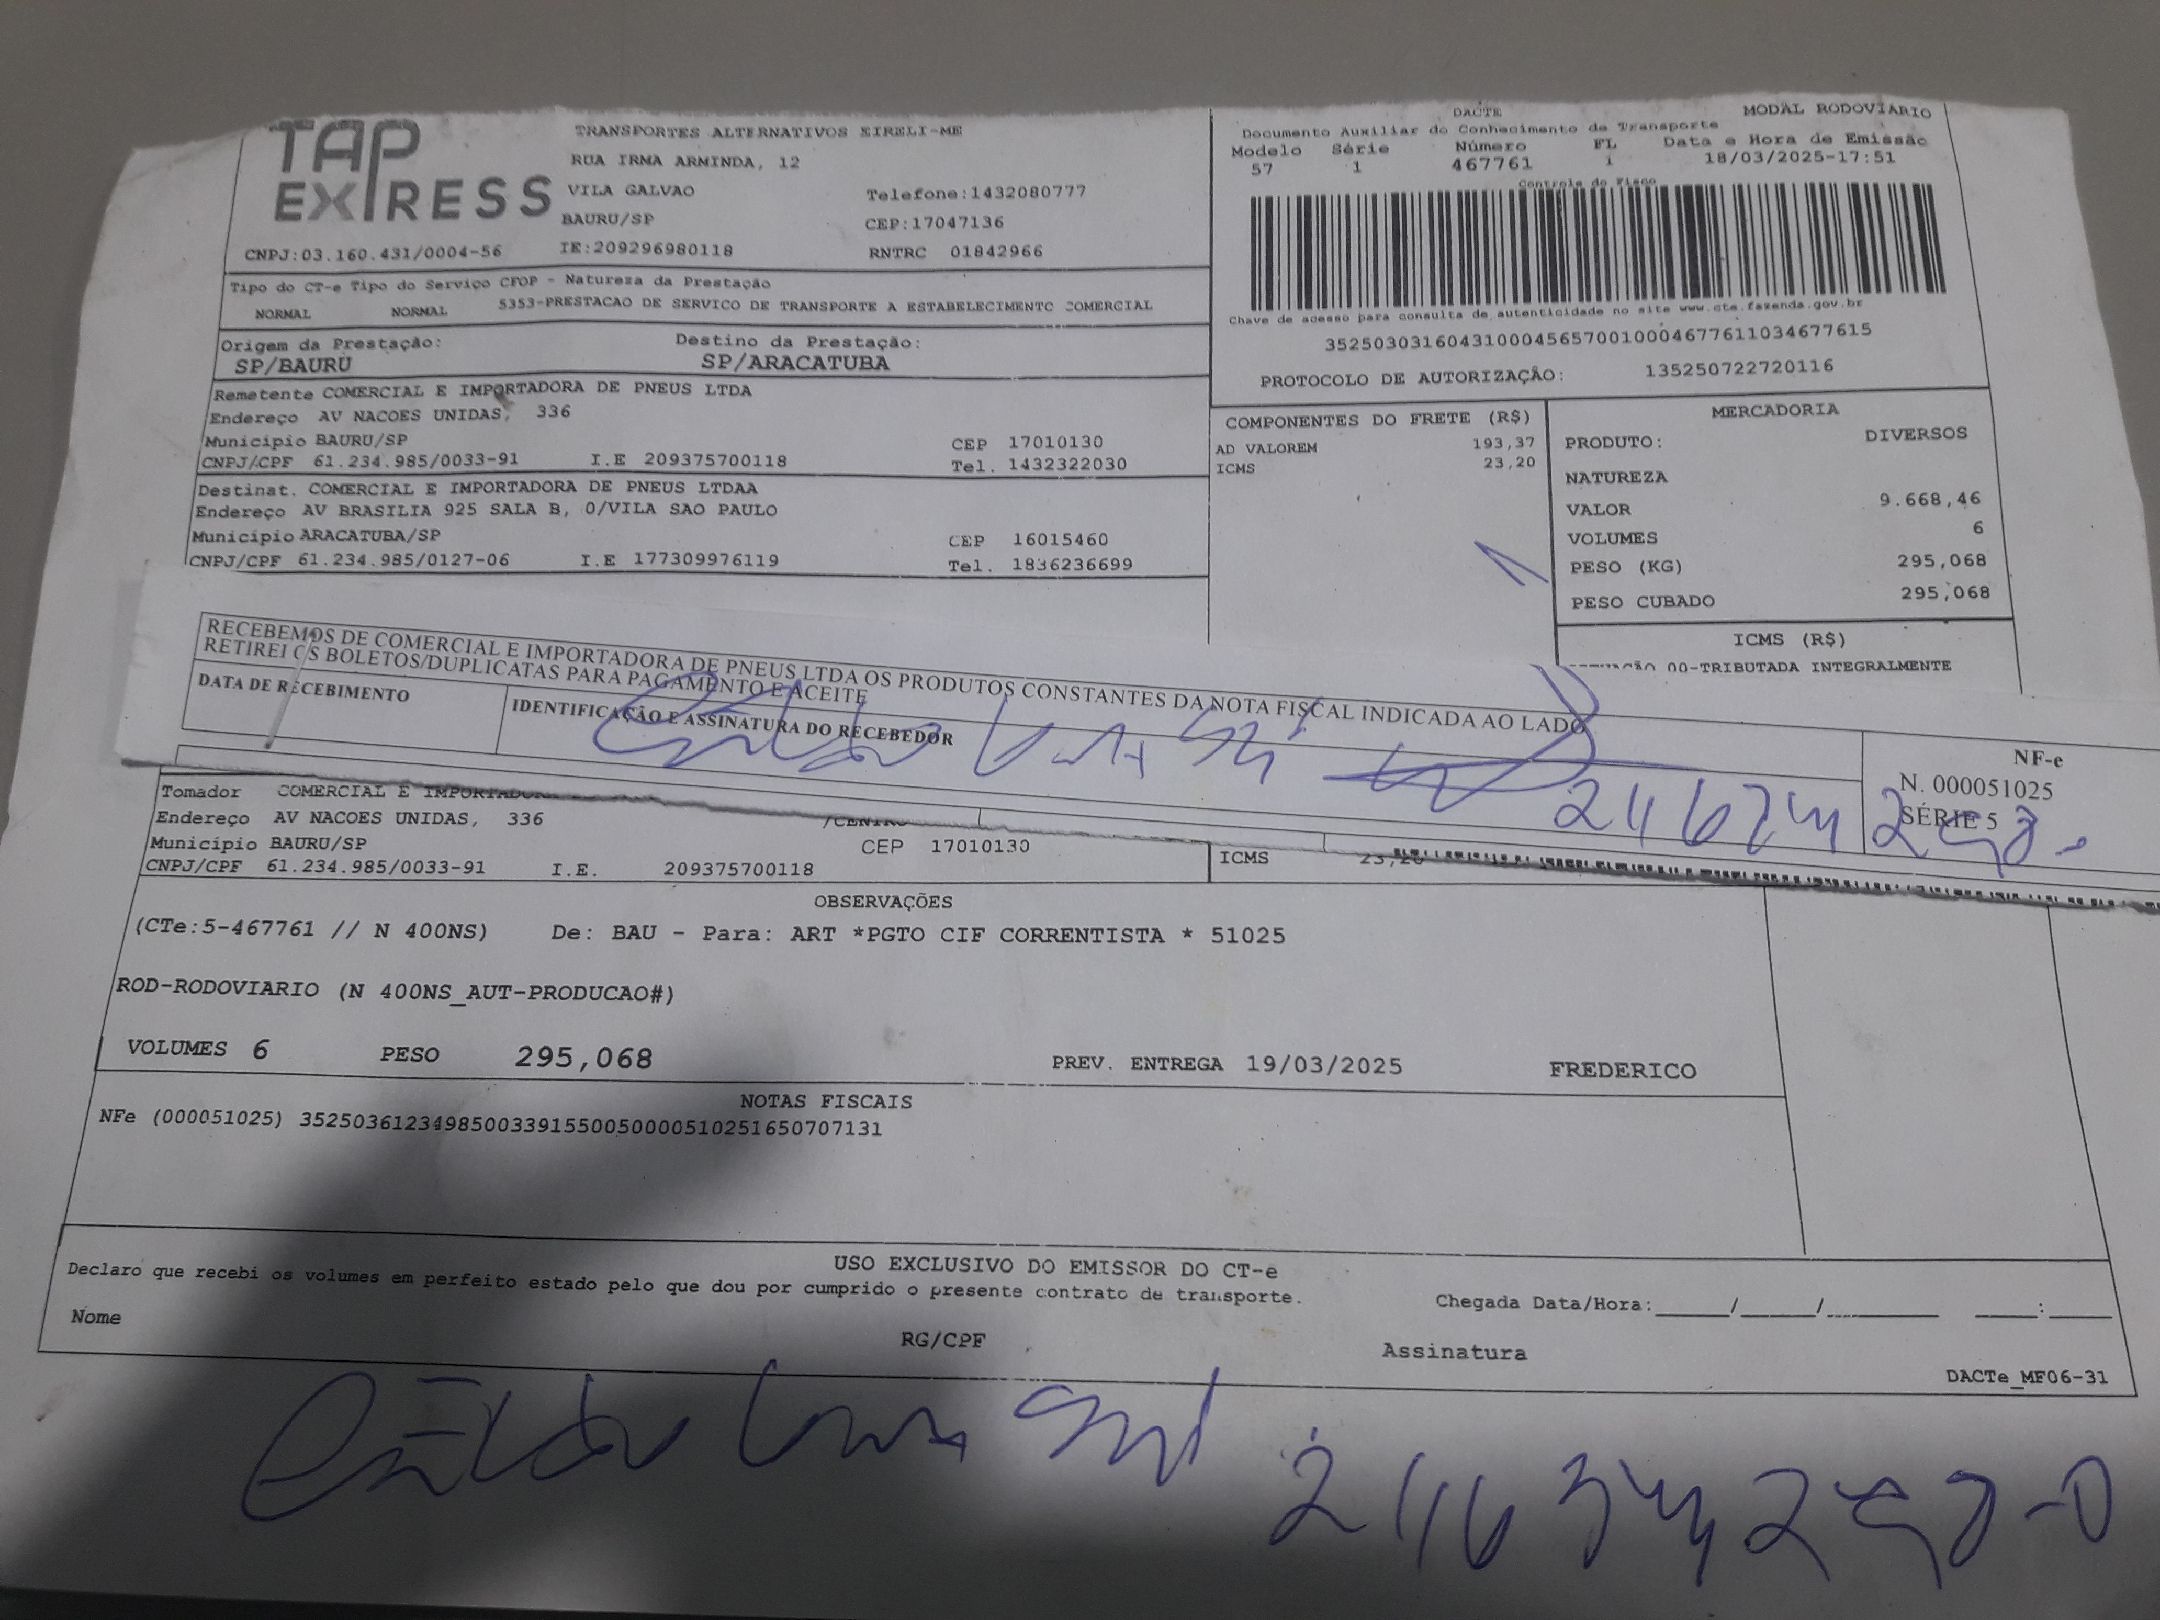 TAP EXPRESS
TRANSPORTES ALTERNATIVOS EIRELI-ME
RUA IRMA ARMINDA, 12
VILA GALVAO Telefone:1432080777
BAURU/SP CEP:17047136
CNPJ:03.160.431/0004-56 IE:209296980118 RNTRC 01842966
DACTE MODAL RODOVIARIO
Documento Auxiliar do Conhecimento de Transporte
Modelo Série Número FL Data e Hora de Emissão
57 1 467761 1 18/03/2025-17:51
Controle do Fisco
Chave de acesso para consulta de autenticidade no site www.cte.fazenda.gov.br
35250303160431000456570010004677611034677615
PROTOCOLO DE AUTORIZAÇÃO: 135250722720116
Tipo do CT-e Tipo do Serviço CFOP - Natureza da Prestação
NORMAL NORMAL 5353-PRESTACAO DE SERVICO DE TRANSPORTE A ESTABELECIMENTO COMERCIAL
Origem da Prestação: Destino da Prestação:
SP/BAURU SP/ARACATUBA
Remetente COMERCIAL E IMPORTADORA DE PNEUS LTDA
Endereço AV NACOES UNIDAS, 336
Municipio BAURU/SP CEP 17010130
CNPJ/CPF 61.234.985/0033-91 I.E 209375700118 Tel. 1432322030
Destinat. COMERCIAL E IMPORTADORA DE PNEUS LTDAA
Endereço AV BRASILIA 925 SALA B, 0/VILA SAO PAULO
Municipio ARACATUBA/SP CEP 16015460
CNPJ/CPF 61.234.985/0127-06 I.E 177309976119 Tel. 1836236699
COMPONENTES DO FRETE (R$)
AD VALOREM 193,37
ICMS 23,20
MERCADORIA
PRODUTO: DIVERSOS
NATUREZA
VALOR 9.668,46
VOLUMES 6
PESO (KG) 295,068
PESO CUBADO 295,068
ICMS (R$)
00-TRIBUTADA INTEGRALMENTE
RECEBEMOS DE COMERCIAL E IMPORTADORA DE PNEUS LTDA OS PRODUTOS CONSTANTES DA NOTA FISCAL INDICADA AO LADO
RETIREI OS BOLETOS/DUPLICATAS PARA PAGAMENTO E ACEITE
DATA DE RECEBIMENTO IDENTIFICAÇÃO E ASSINATURA DO RECEBEDOR
NF-e
N. 000051025
SÉRIE 5
Tomador COMERCIAL E IMPORTADORA
Endereço AV NACOES UNIDAS, 336 /CENTRO
Município BAURU/SP CEP 17010130
CNPJ/CPF 61.234.985/0033-91 I.E. 209375700118
ICMS 23,20
OBSERVAÇÕES
(CTe:5-467761 // N 400NS) De: BAU - Para: ART *PGTO CIF CORRENTISTA * 51025
ROD-RODOVIARIO (N 400NS_AUT-PRODUCAO#)
VOLUMES 6 PESO 295,068 PREV. ENTREGA 19/03/2025 FREDERICO
NOTAS FISCAIS
NFe (000051025) 35250361234985003391550050000510251650707131
USO EXCLUSIVO DO EMISSOR DO CT-e
Declaro que recebi os volumes em perfeito estado pelo que dou por cumprido o presente contrato de transporte.
Chegada Data/Hora:_____/_____/_______ ____:____
Nome RG/CPF Assinatura
DACTe_MF06-31